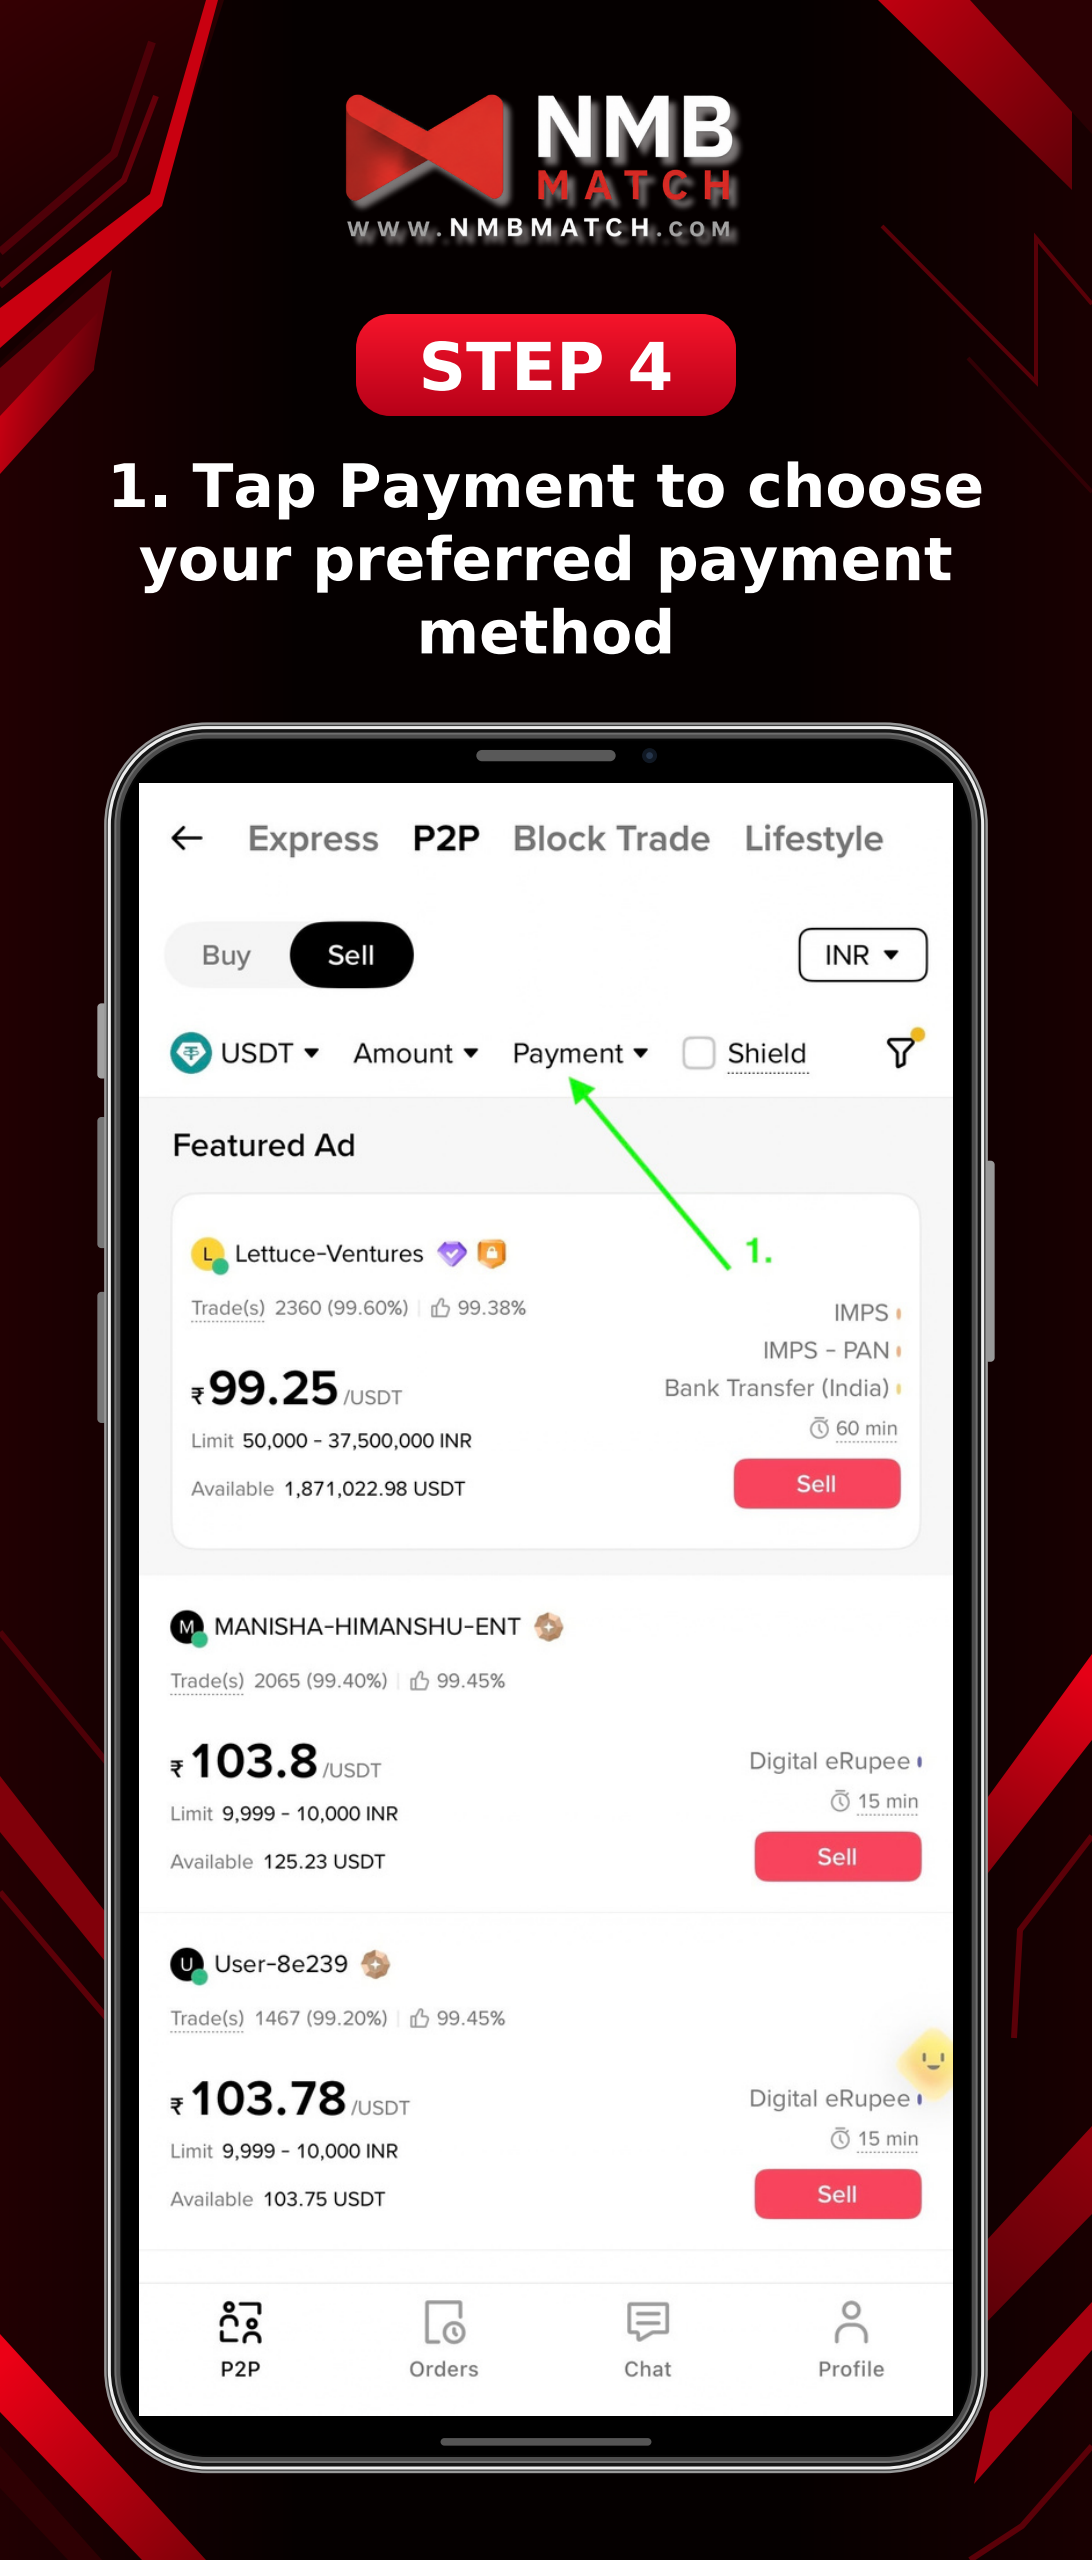 NMB
MATCH
WWW.NMBMATCH.COM
STEP 4
1. Tap Payment to choose
your preferred payment
method
Express P2P Block Trade Lifestyle
Buy Sell INR
USDT Amount Payment Shield
Featured Ad
1.
L Lettuce-Ventures
Trade(s) 2360 (99.60%) 99.38%
IMPS
IMPS - PAN
₹ 99.25 /USDT
Bank Transfer (India)
60 min
Limit 50,000 - 37,500,000 INR
Available 1,871,022.98 USDT
Sell
M MANISHA-HIMANSHU-ENT
Trade(s) 2065 (99.40%) 99.45%
₹ 103.8 /USDT
Digital eRupee
15 min
Limit 9,999 - 10,000 INR
Available 125.23 USDT
Sell
U User-8e239
Trade(s) 1467 (99.20%) 99.45%
₹ 103.78 /USDT
Digital eRupee
15 min
Limit 9,999 - 10,000 INR
Available 103.75 USDT
Sell
P2P Orders Chat Profile